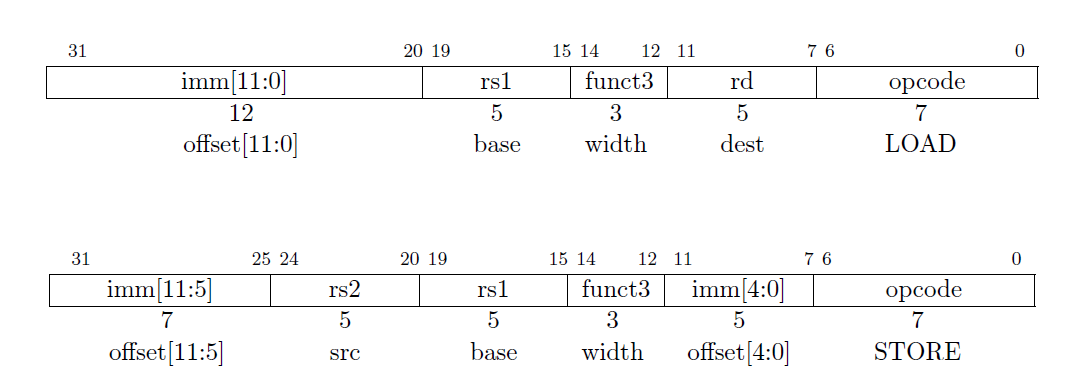 31 20 19 15 14 12 11 7 6 0
imm[11:0] rs1 funct3 rd opcode
12 5 3 5 7
offset[11:0] base width dest LOAD
31 25 24 20 19 15 14 12 11 7 6 0
imm[11:5] rs2 rs1 funct3 imm[4:0] opcode
7 5 5 3 5 7
offset[11:5] src base width offset[4:0] STORE